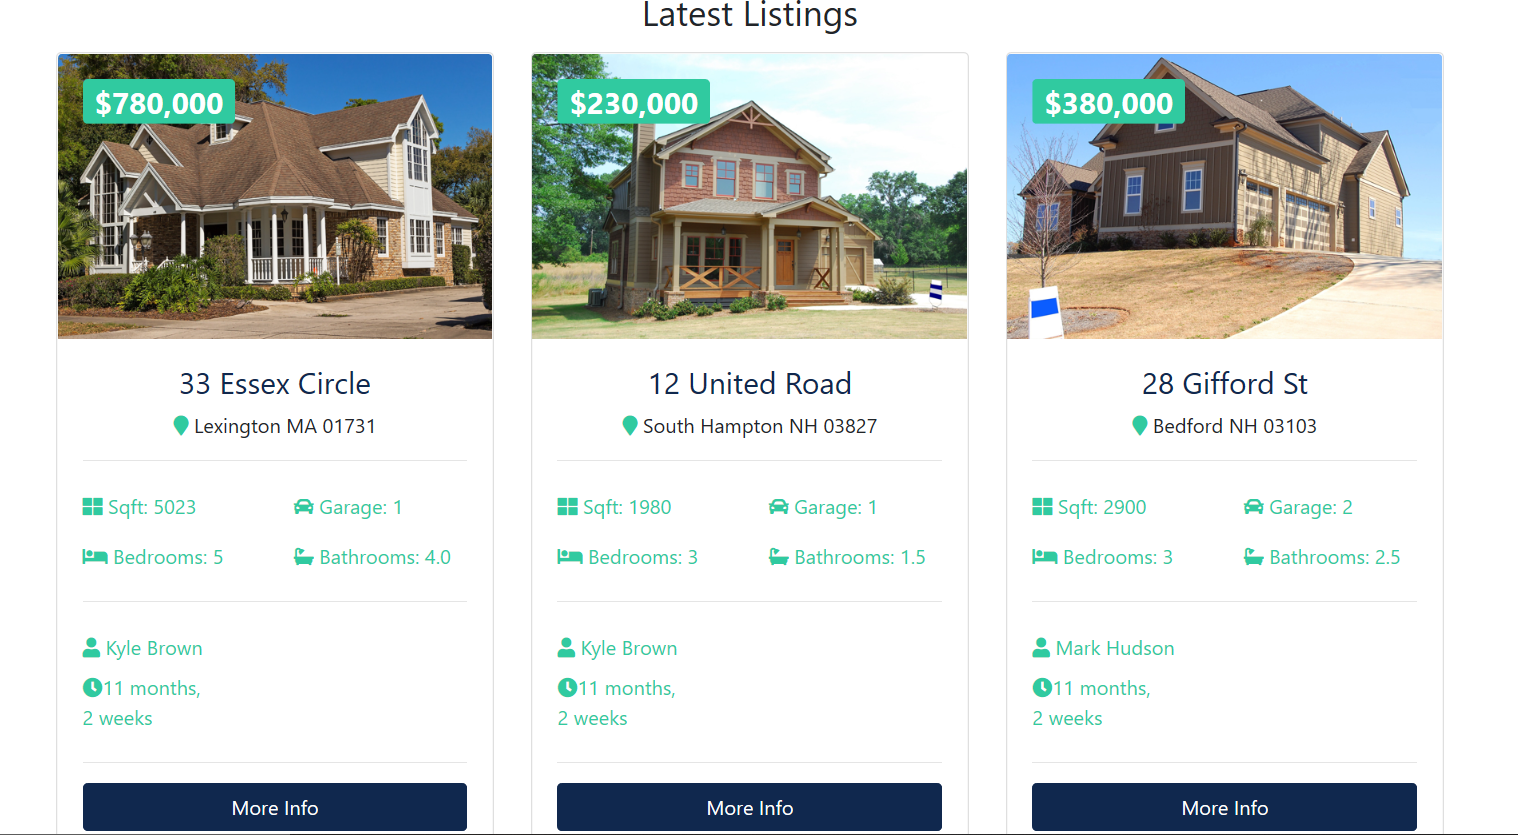 Latest Listings
$780,000
33 Essex Circle
Lexington MA 01731
Sqft: 5023
Garage: 1
Bedrooms: 5
Bathrooms: 4.0
Kyle Brown
11 months,
2 weeks
More Info
$230,000
12 United Road
South Hampton NH 03827
Sqft: 1980
Garage: 1
Bedrooms: 3
Bathrooms: 1.5
Kyle Brown
11 months,
2 weeks
More Info
$380,000
28 Gifford St
Bedford NH 03103
Sqft: 2900
Garage: 2
Bedrooms: 3
Bathrooms: 2.5
Mark Hudson
11 months,
2 weeks
More Info